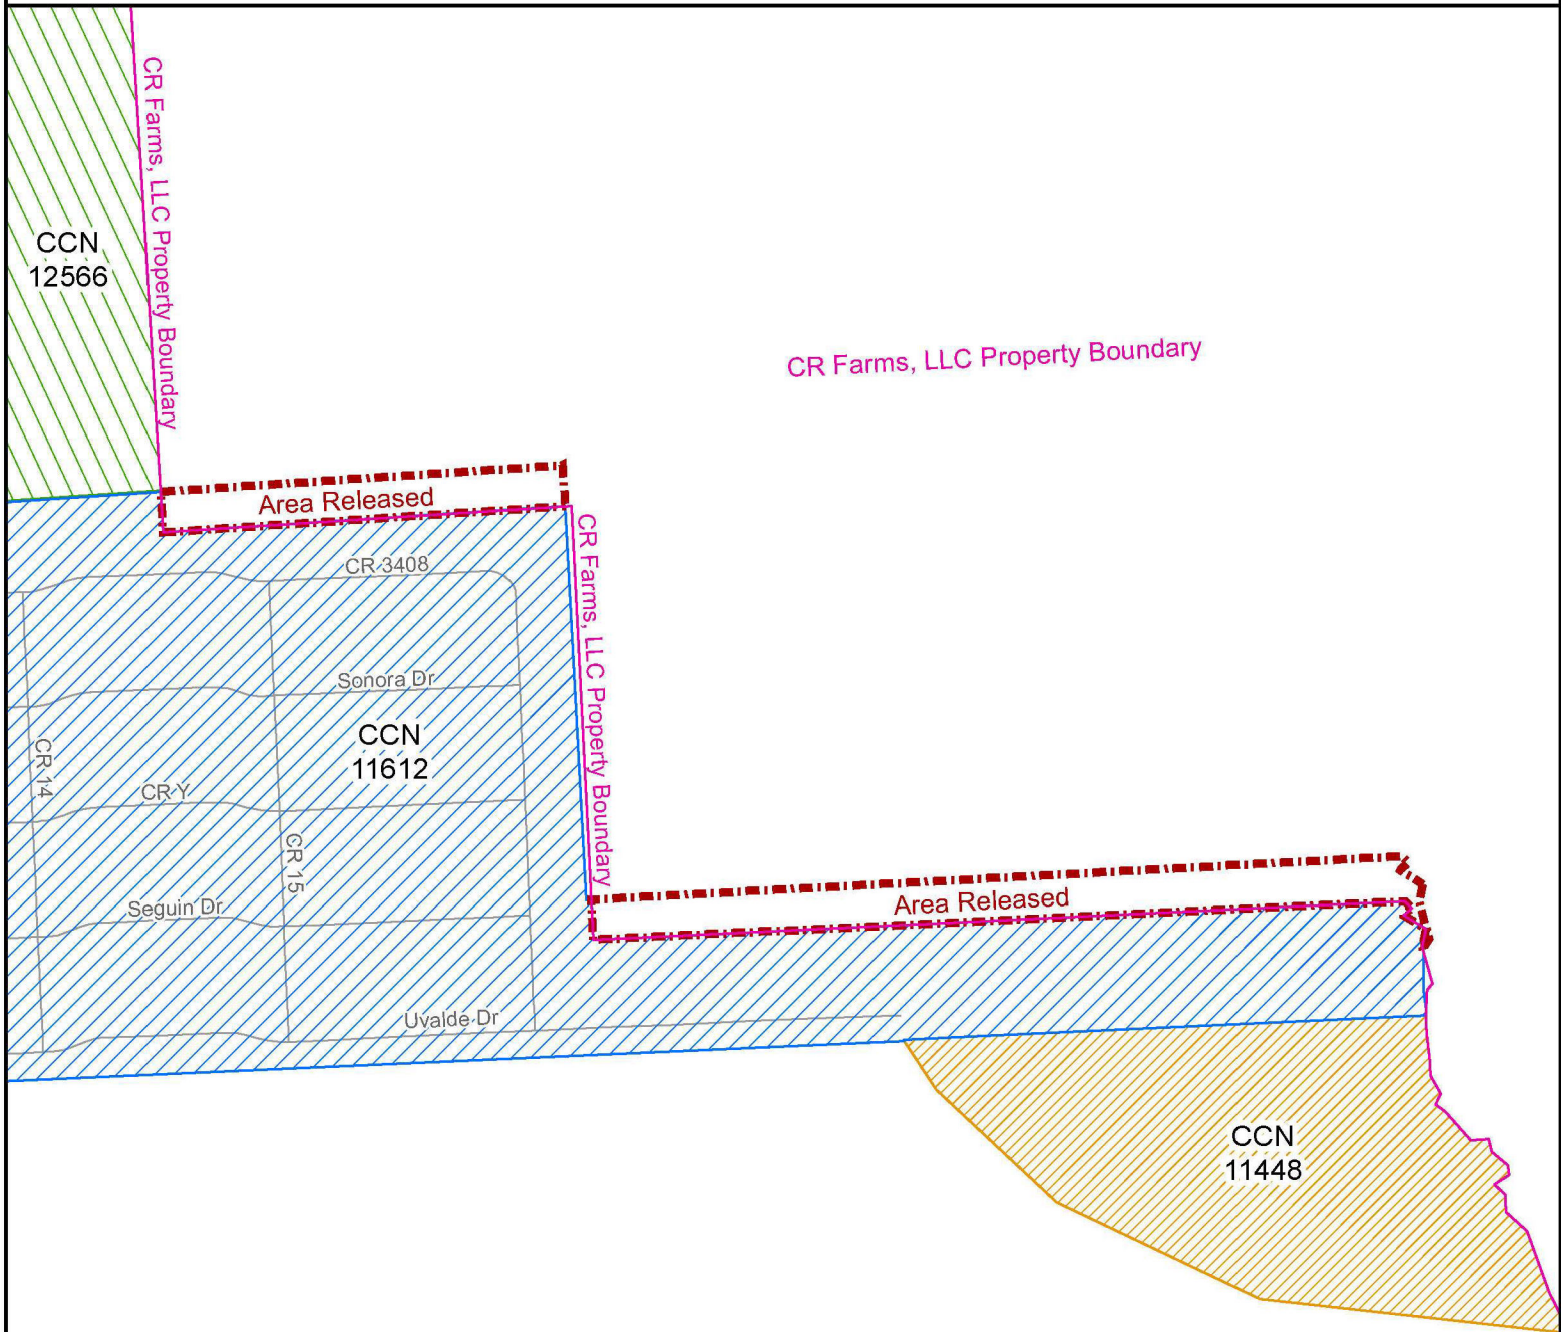 CR Farms, LLC Property Boundary
CCN
12566
CR Farms, LLC Property Boundary
Area Released
CR Farms, LLC Property Boundary
CR 3408
Sonora Dr
CCN
11612
CR 14
CR Y
CR 15
Area Released
Seguin Dr
Uvalde Dr
CCN
11448